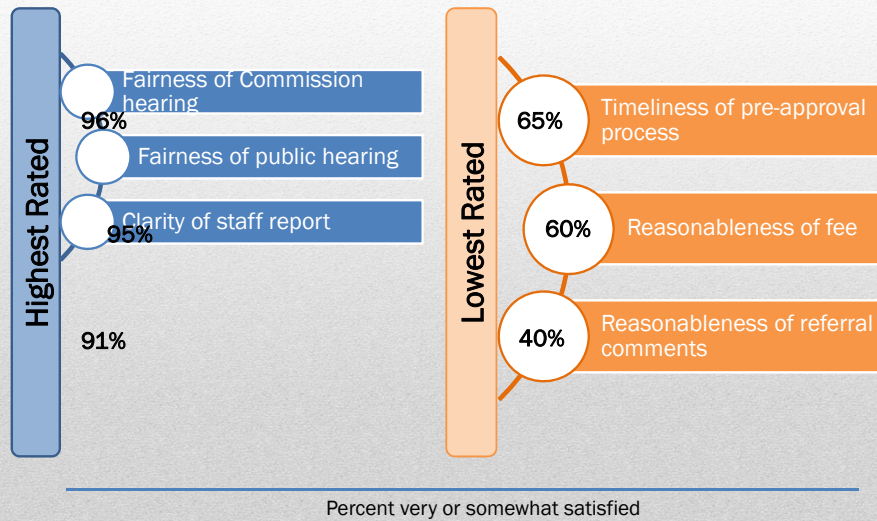 Highest Rated
Fairness of Commission
hearing
96%
Fairness of public hearing
95%
Clarity of staff report
91%
Lowest Rated
65%
Timeliness of pre-approval
process
60%
Reasonableness of fee
40%
Reasonableness of referral
comments
Percent very or somewhat satisfied